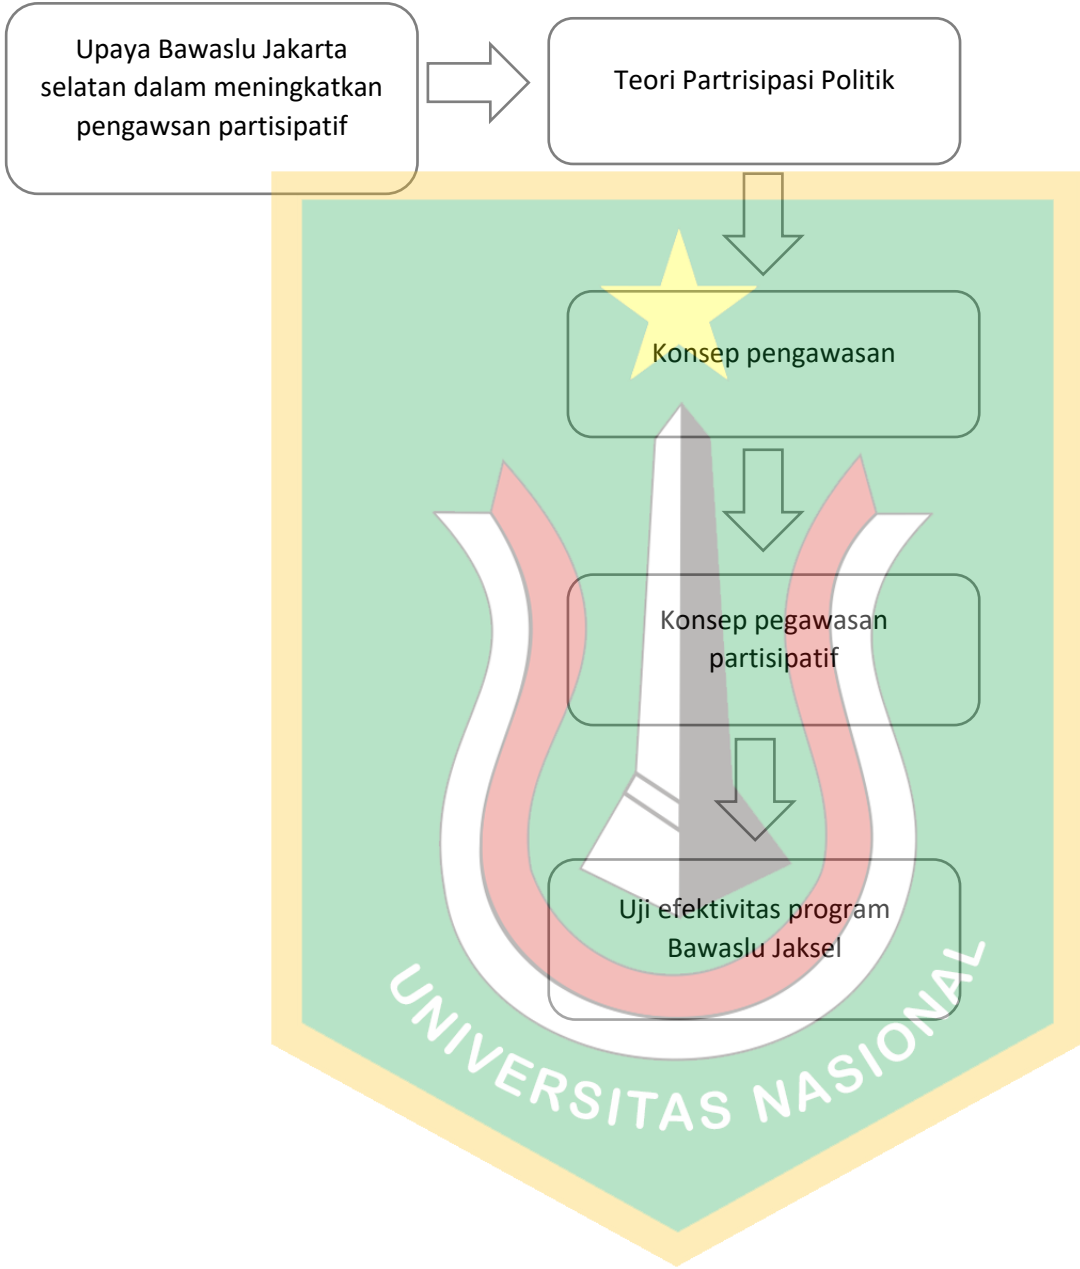 Upaya Bawaslu Jakarta
selatan dalam meningkatkan
pengawsan partisipatif
Teori Partrisipasi Politik
Konsep pengawasan
Konsep pegawasan
partisipatif
Uji efektivitas program
Bawaslu Jaksel
UNIVERSITAS NASIONAL